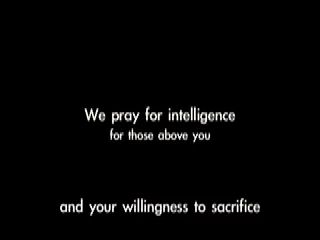 We pray for intelligence
for those above you
and your willingness to sacrifice